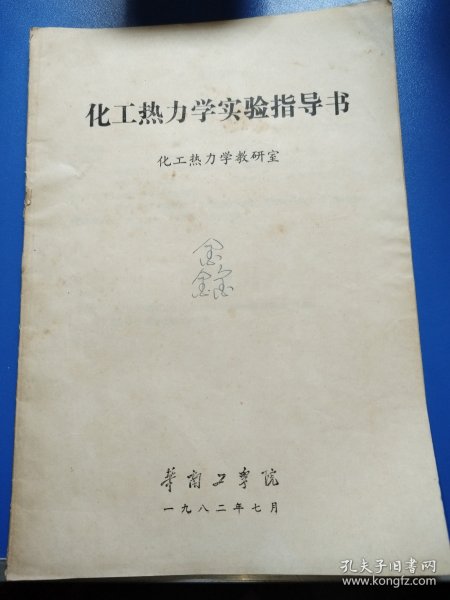 化工热力学实验指导书
化工热力学教研室
鑫
华南工学院
一九八二年七月
孔夫子旧书网
www.kongfz.com